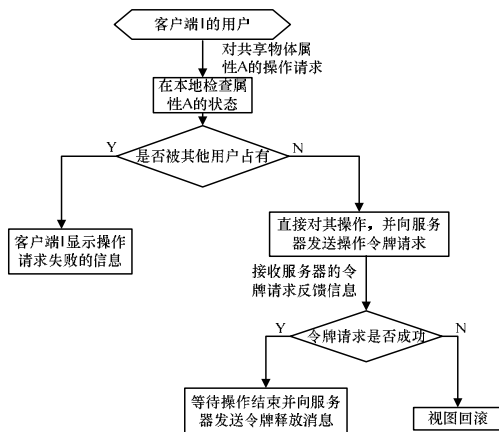 客户端I的用户
对共享物体属
性A的操作请求
在本地检查属
性A的状态
Y
是否被其他用户占有
N
客户端I显示操作
请求失败的信息
直接对其操作，并向服务
器发送操作令牌请求
接收服务器的令
牌请求反馈信息
Y
令牌请求是否成功
N
等待操作结束并向服务
器发送令牌释放消息
视图回滚